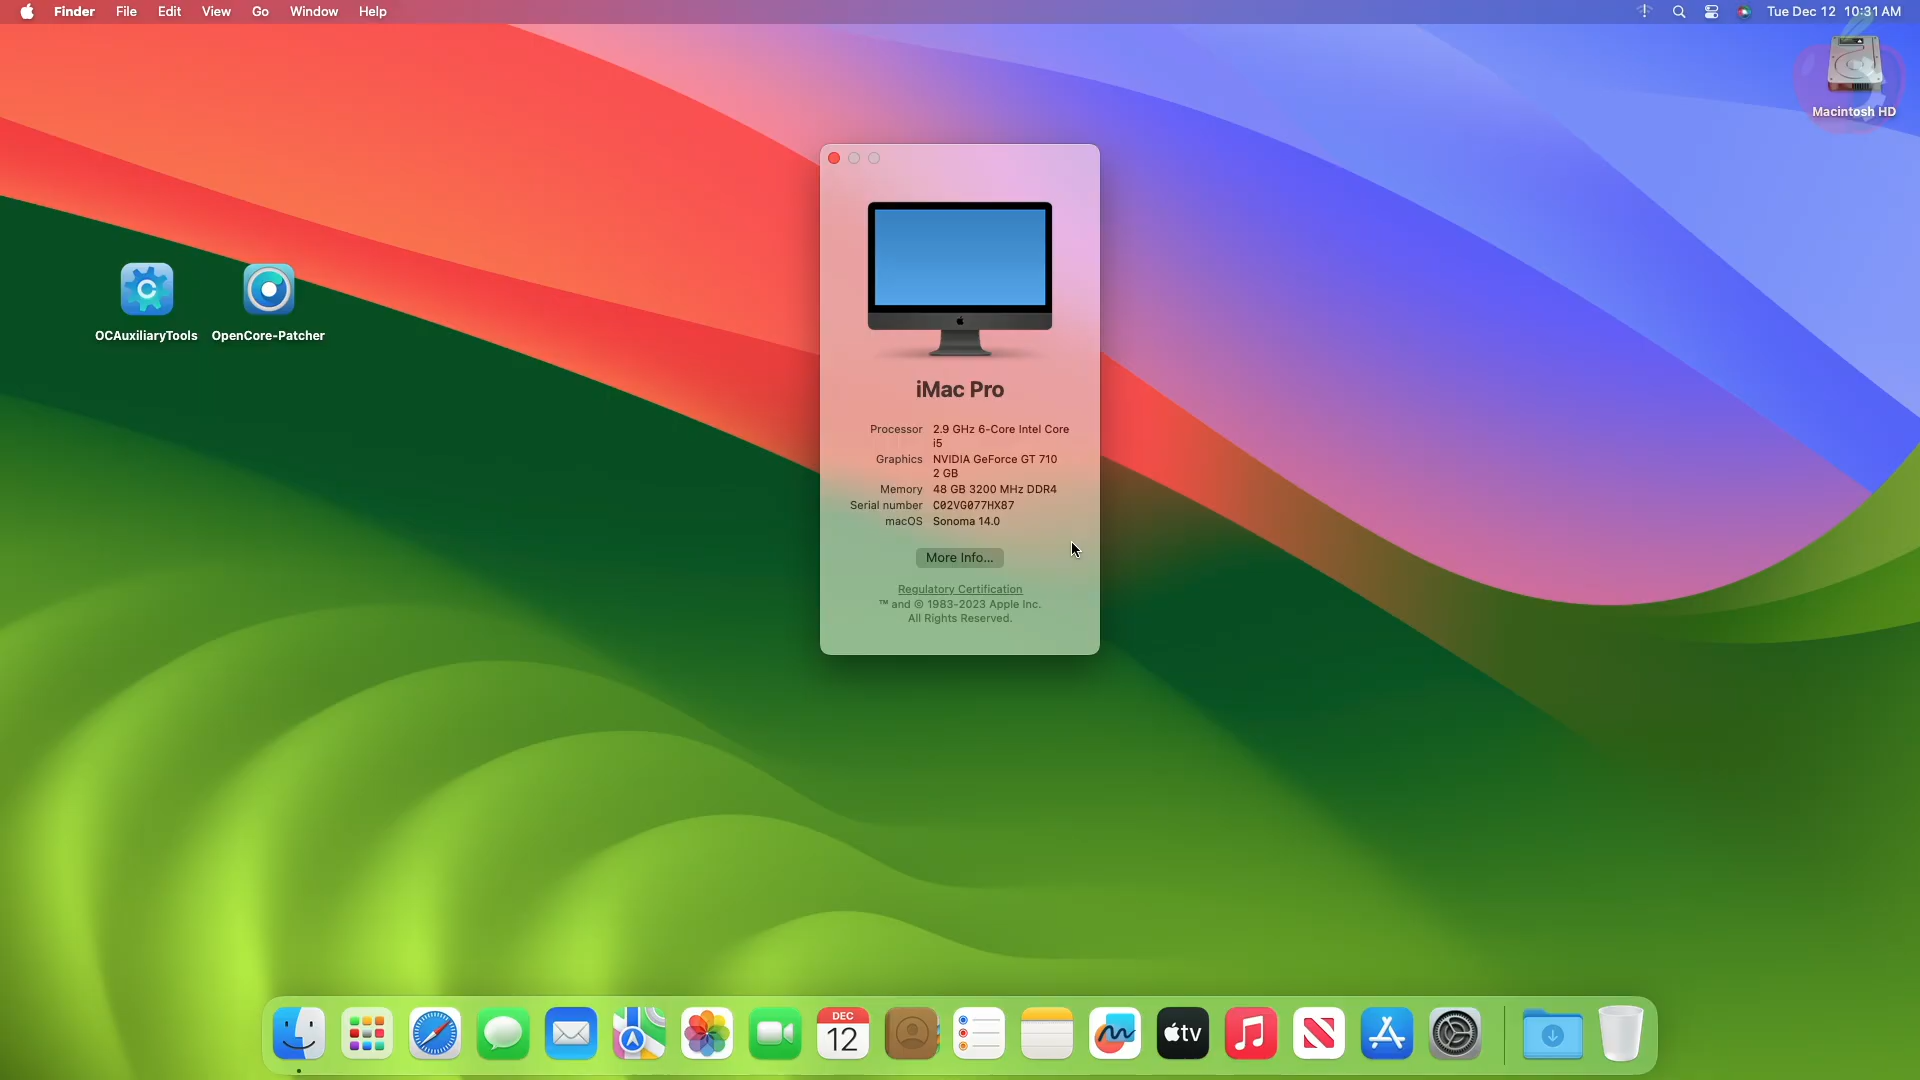 Finder File Edit View Go Window Help
Tue Dec 12 10:31 AM
Macintosh HD
OCAuxiliaryTools OpenCore-Patcher
iMac Pro
Processor 2.9 GHz 6-Core Intel Core
i5
Graphics NVIDIA GeForce GT 710
2 GB
Memory 48 GB 3200 MHz DDR4
Serial number C02VG077HX87
macOS Sonoma 14.0
More Info...
Regulatory Certification
™ and © 1983-2023 Apple Inc.
All Rights Reserved.
DEC
12
tv